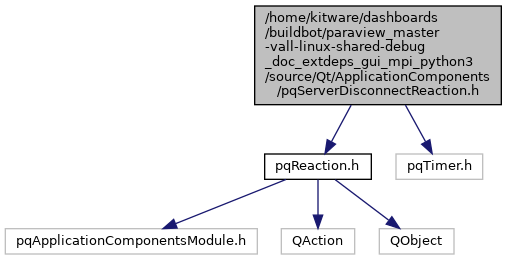 /home/kitware/dashboards
/buildbot/paraview_master
-vall-linux-shared-debug
_doc_extdeps_gui_mpi_python3
/source/Qt/ApplicationComponents
/pqServerDisconnectReaction.h
pqReaction.h
pqTimer.h
pqApplicationComponentsModule.h
QAction
QObject